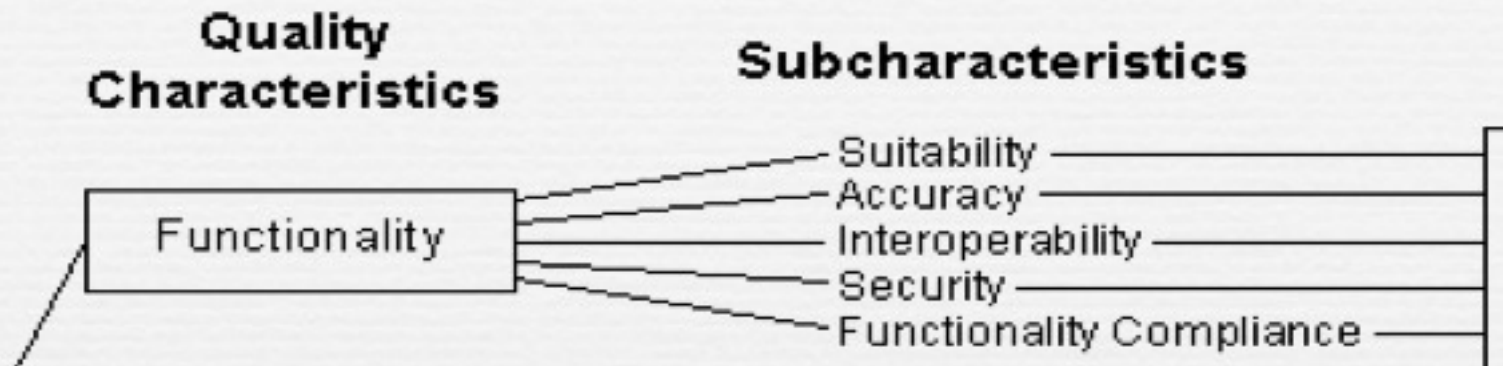 Quality
Characteristics
Subcharacteristics
Functionality
Suitability
Accuracy
Interoperability
Security
Functionality Compliance